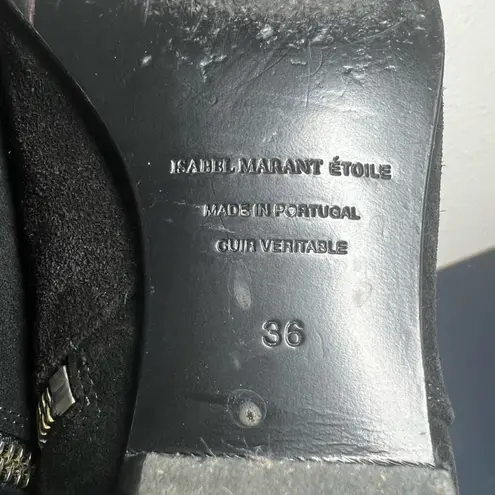 ISABEL MARANT ÉTOILE
MADE IN PORTUGAL
CUIR VERITABLE
36